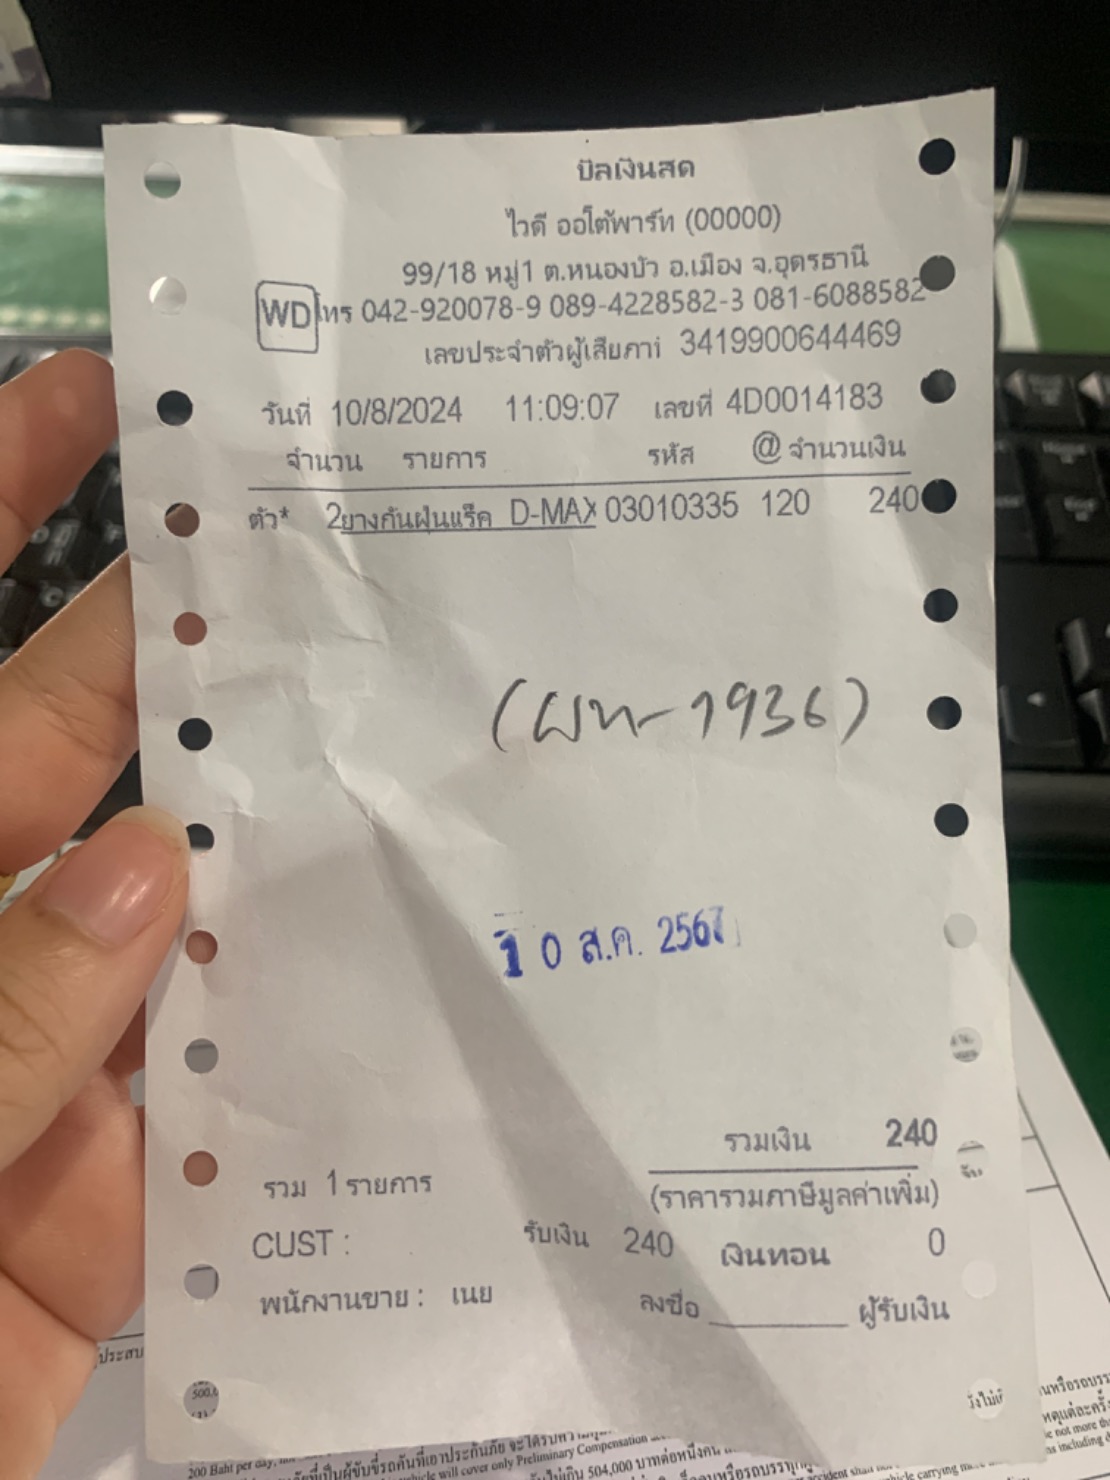 บิลเงินสด
ไวดี ออโต้พาร์ท (00000)
99/18 หมู่1 ต.หนองบัว อ.เมือง จ.อุดรธานี
WD โทร 042-920078-9 089-4228582-3 081-6088582
เลขประจำตัวผู้เสียภาษี 3419900644469
วันที่ 10/8/2024 11:09:07 เลขที่ 4D0014183
จำนวน รายการ รหัส @ จำนวนเงิน
ตัว* 2 ยางกันฝุ่นแร็ค D-MAX 03010335 120 240
(ผท-1936)
10 ส.ค. 2567
รวมเงิน 240
รวม 1 รายการ (ราคารวมภาษีมูลค่าเพิ่ม)
CUST : รับเงิน 240 เงินทอน 0
พนักงานขาย : เนย ลงชื่อ ผู้รับเงิน